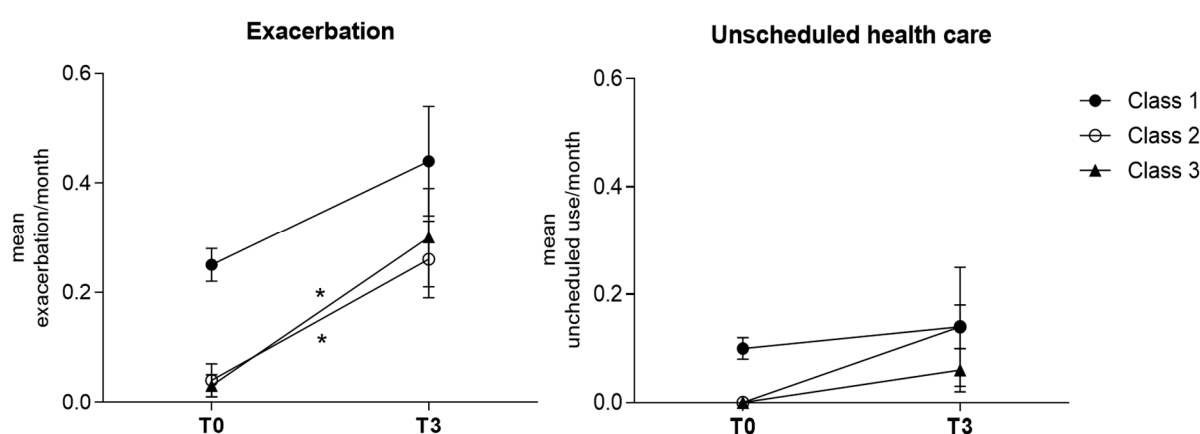 Exacerbation
mean
exacerbation/month
0.6
0.4
0.2
0.0
*
*
T0
T3
Unscheduled health care
mean
uncheduled use/month
0.6
0.4
0.2
0.0
T0
T3
Class 1
Class 2
Class 3